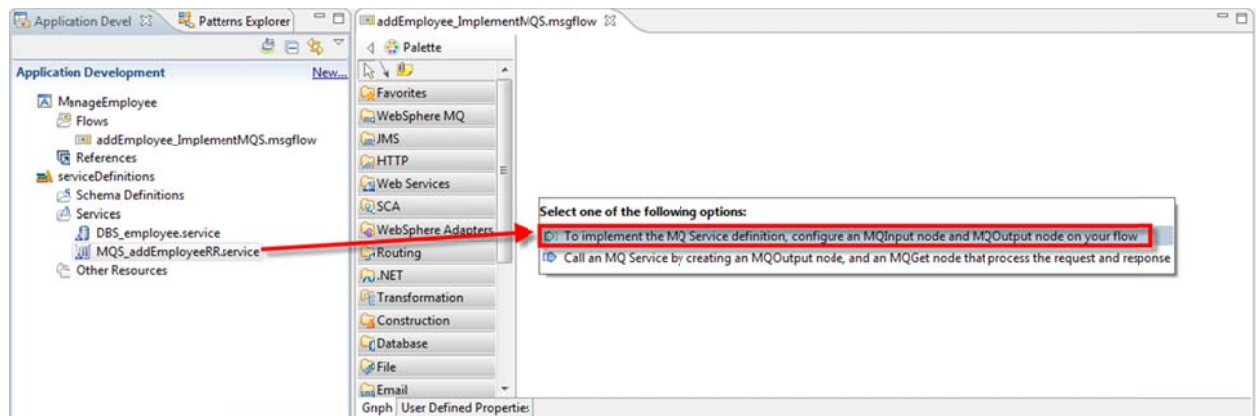 Application Devel
Patterns Explorer
Application Development
New...
ManageEmployee
Flows
addEmployee_ImplementMQS.msgflow
References
serviceDefinitions
Schema Definitions
Services
DBS_employee.service
MQS_addEmployeeRR.service
Other Resources
addEmployee_ImplementMQS.msgflow
Palette
Favorites
WebSphere MQ
JMS
HTTP
Web Services
SCA
WebSphere Adapters
Routing
.NET
Transformation
Construction
Database
File
Email
Graph
User Defined Properties
Select one of the following options:
To implement the MQ Service definition, configure an MQInput node and MQOutput node on your flow
Call an MQ Service by creating an MQOutput node, and an MQGet node that process the request and response